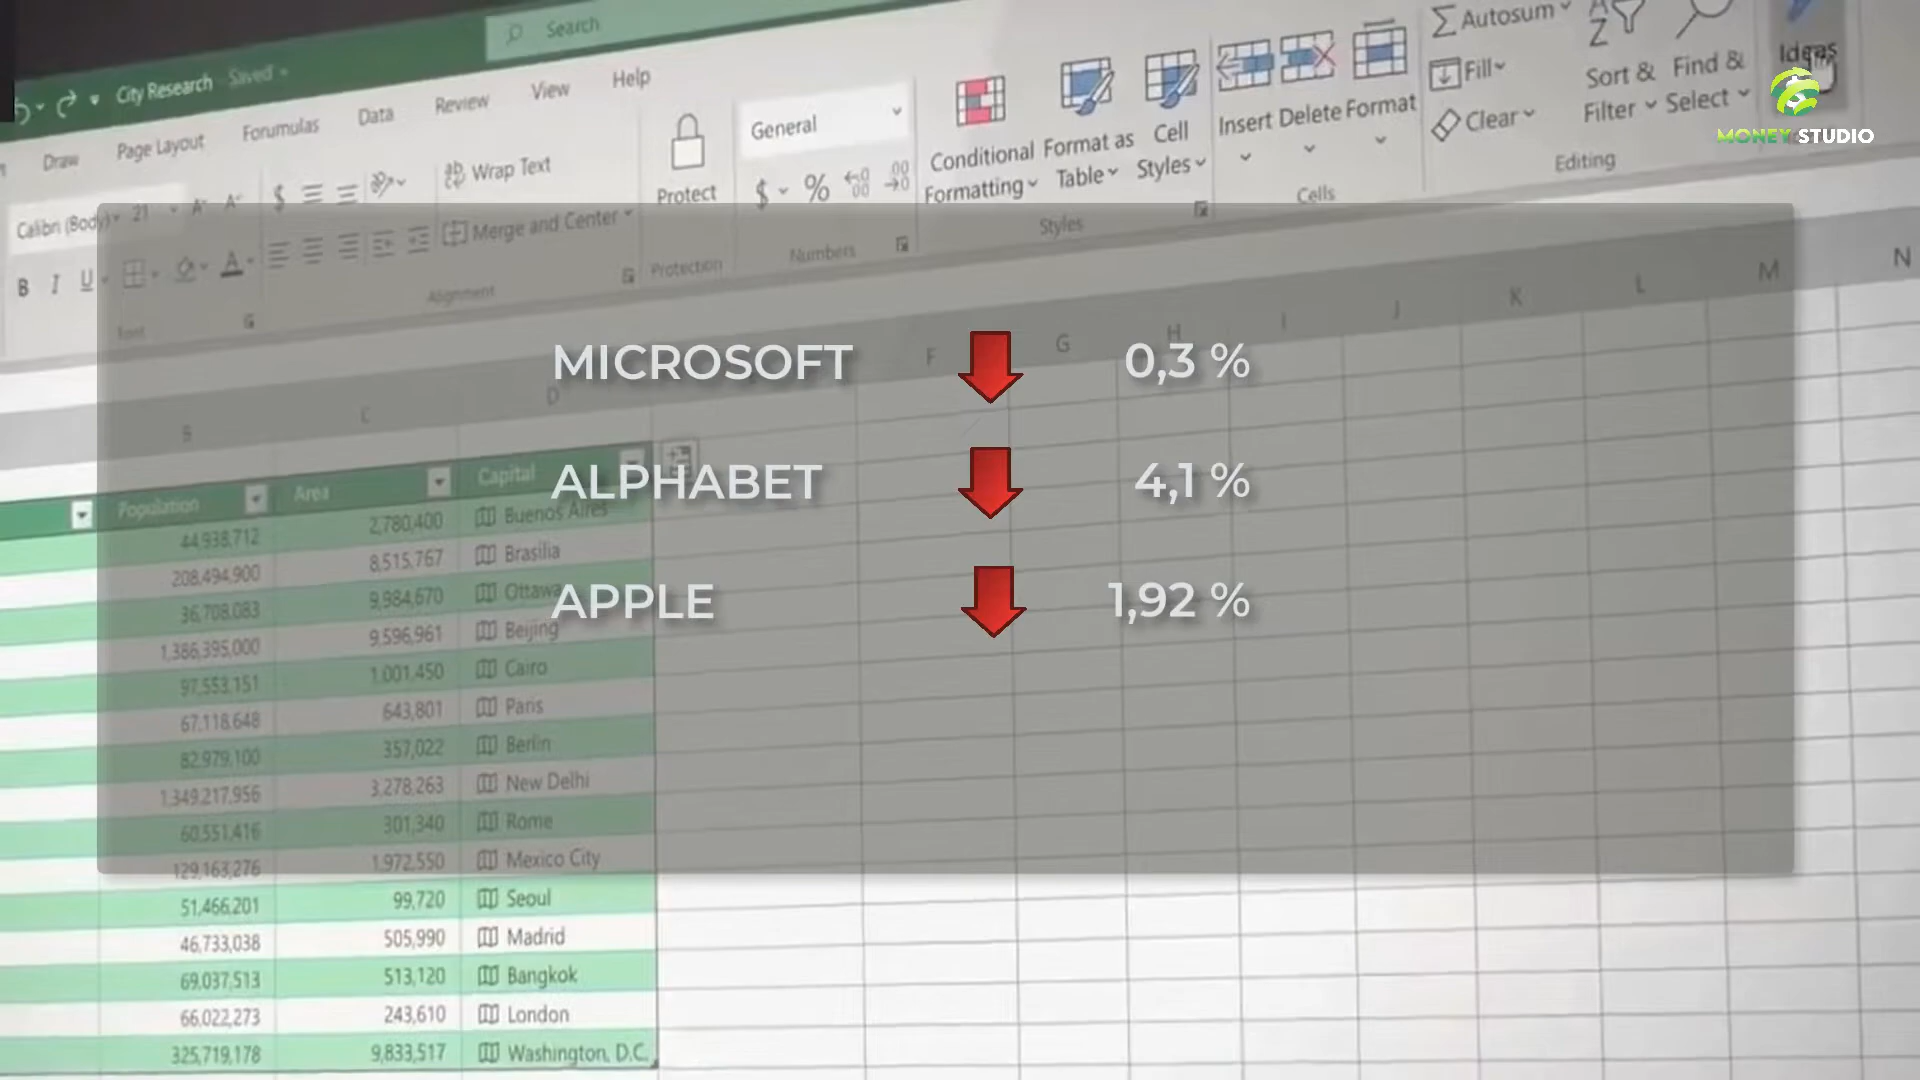 Search
City Research Saved
Draw Page Layout Forumulas Data Review View Help
Autosum
Fill
Clear
Sort & Filter
Find & Select
Ideas
MONEY STUDIO
Calibri (Body) 21
Wrap Text
Merge and Center
Protect
General
$ % 
Conditional Formatting
Format as Table
Cell Styles
Insert Delete Format
B I U A
Font Alignment Protection Numbers Styles Cells Editing
C D F G H I J K L M N
MICROSOFT 0,3 %
ALPHABET 4,1 %
APPLE 1,92 %
Population Area Capital
44,938,712 2,780,400 Buenos Aires
208,494,900 8,515,767 Brasilia
36,708,083 9,984,670 Ottawa
1,386,395,000 9,596,961 Beijing
97,553,151 1,001,450 Cairo
67,118,648 643,801 Paris
82,979,100 357,022 Berlin
1,349,217,956 3,278,263 New Delhi
60,551,416 301,340 Rome
129,163,276 1,972,550 Mexico City
51,466,201 99,720 Seoul
46,733,038 505,990 Madrid
69,037,513 513,120 Bangkok
66,022,273 243,610 London
325,719,178 9,833,517 Washington, D.C.